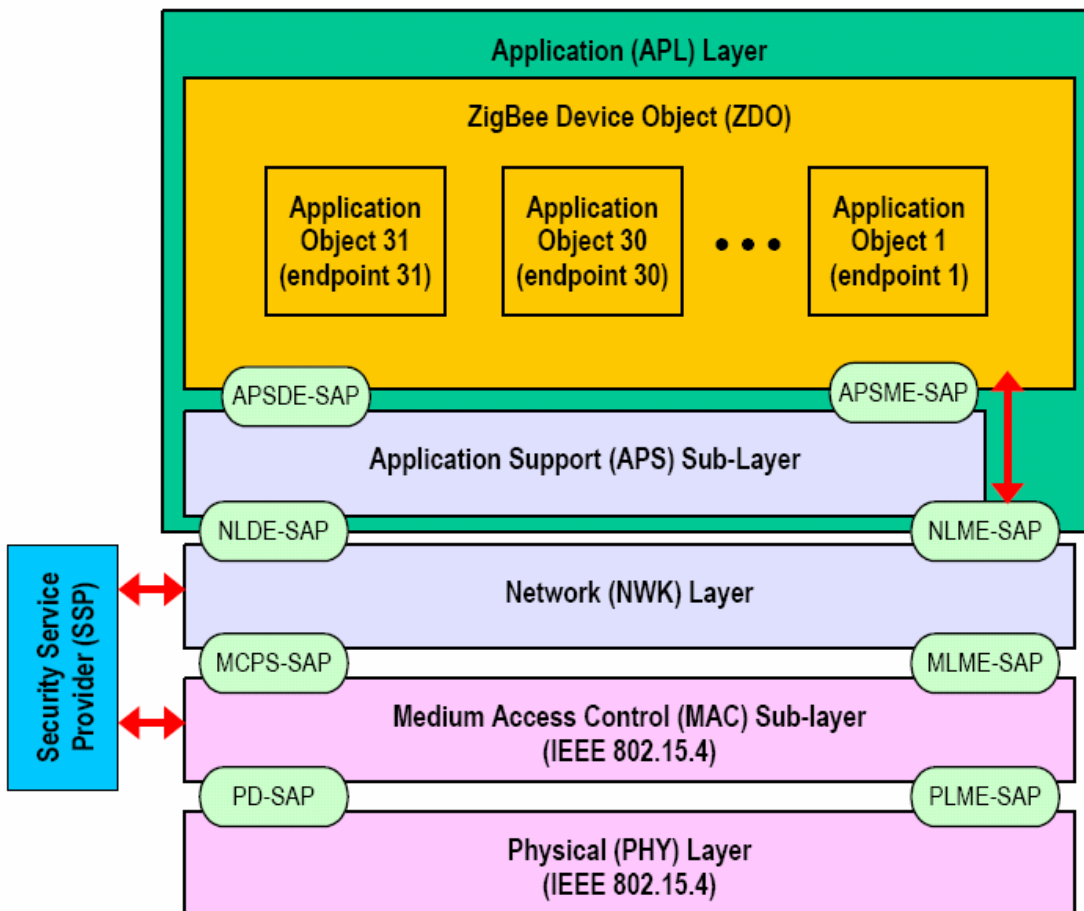 Application (APL) Layer
ZigBee Device Object (ZDO)
Application
Object 31
(endpoint 31)
Application
Object 30
(endpoint 30)
•••
Application
Object 1
(endpoint 1)
APSDE-SAP
APSME-SAP
Application Support (APS) Sub-Layer
NLDE-SAP
NLME-SAP
Security Service
Provider (SSP)
Network (NWK) Layer
MCPS-SAP
MLME-SAP
Medium Access Control (MAC) Sub-layer
(IEEE 802.15.4)
PD-SAP
PLME-SAP
Physical (PHY) Layer
(IEEE 802.15.4)